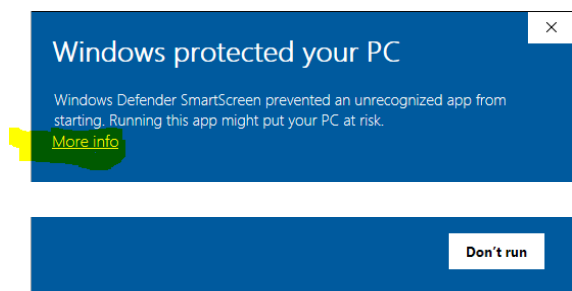 Windows protected your PC
Windows Defender SmartScreen prevented an unrecognized app from
starting. Running this app might put your PC at risk.
More info
Don't run